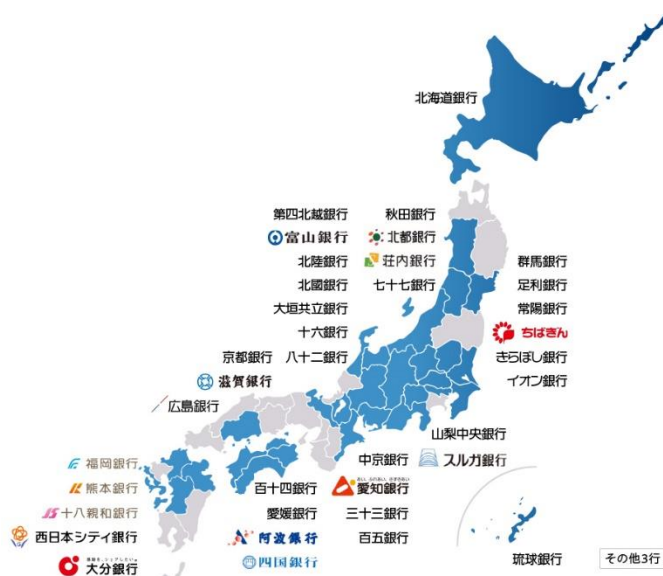 北海道銀行
第四北越銀行
秋田銀行
富山銀行
北都銀行
北陸銀行
荘内銀行
群馬銀行
北國銀行
七十七銀行
足利銀行
大垣共立銀行
常陽銀行
十六銀行
ちばぎん
京都銀行
八十二銀行
きらぼし銀行
滋賀銀行
イオン銀行
広島銀行
山梨中央銀行
中京銀行
スルガ銀行
福岡銀行
熊本銀行
百十四銀行
愛知銀行
十八親和銀行
愛媛銀行
三十三銀行
西日本シティ銀行
阿波銀行
百五銀行
大分銀行
四国銀行
琉球銀行
その他3行